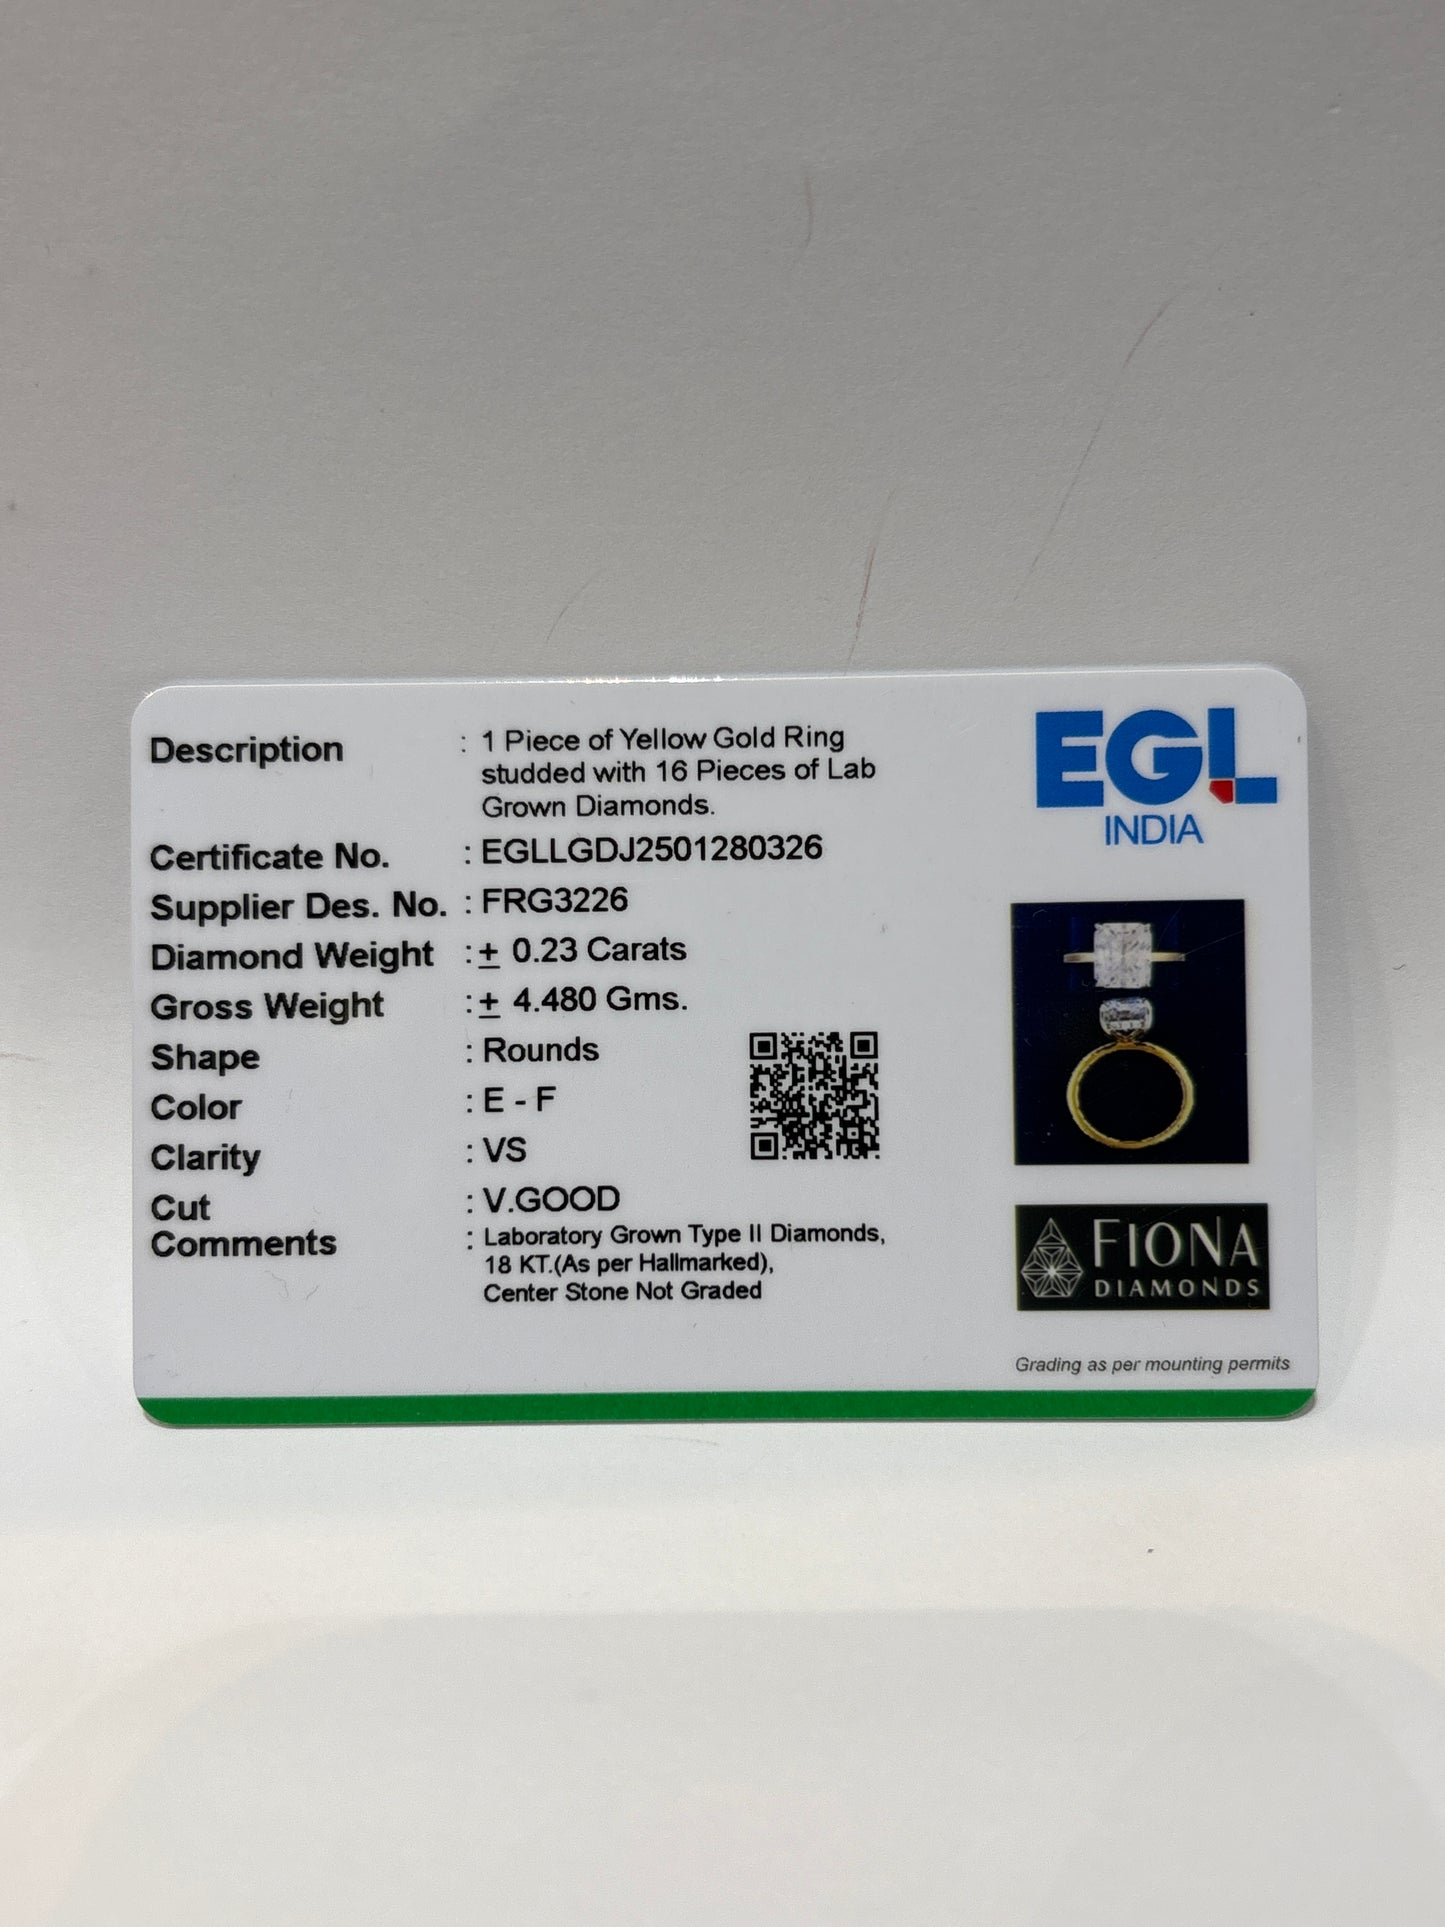 Description : 1 Piece of Yellow Gold Ring
studded with 16 Pieces of Lab
Grown Diamonds.
Certificate No. : EGLLGDJ2501280326
Supplier Des. No. : FRG3226
Diamond Weight : ± 0.23 Carats
Gross Weight : ± 4.480 Gms.
Shape : Rounds
Color : E - F
Clarity : VS
Cut : V.GOOD
Comments : Laboratory Grown Type II Diamonds,
18 KT.(As per Hallmarked),
Center Stone Not Graded
EGL
INDIA
FIONA
DIAMONDS
Grading as per mounting permits